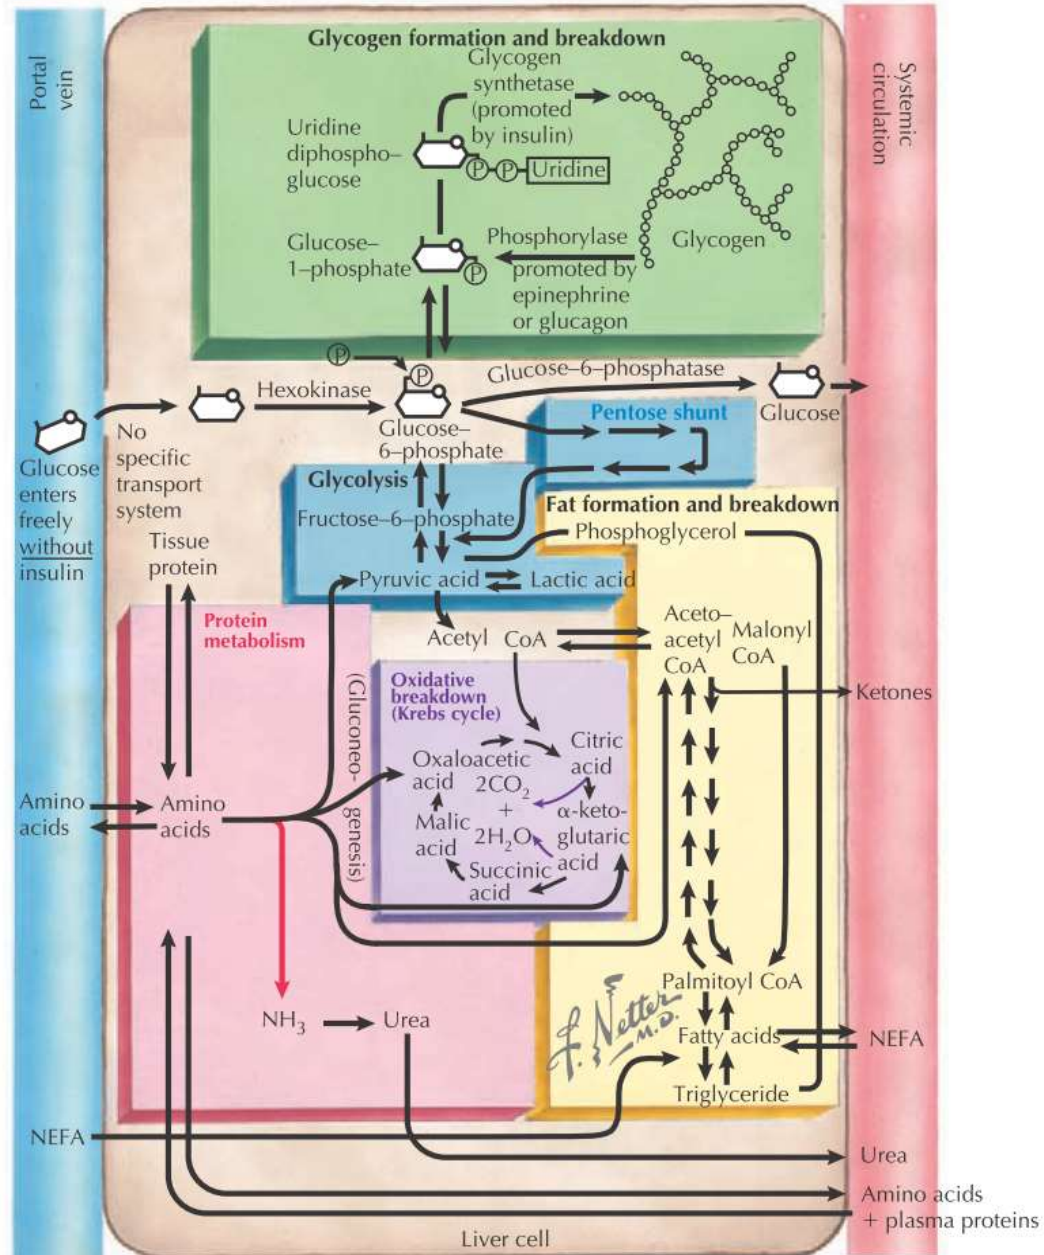 Portal
vein
Systemic
circulation
Glycogen formation and breakdown
Glycogen
synthetase
(promoted
by insulin)
Uridine
diphospho–
glucose
P
P
Uridine
Glucose–
1–phosphate
P
Phosphorylase
promoted by
epinephrine
or glucagon
Glycogen
P
P
Hexokinase
Glucose–6–phosphatase
Glucose
Glucose–
6–phosphate
No
specific
transport
system
Glucose
enters
freely
without
insulin
Pentose shunt
Glycolysis
Fructose–6–phosphate
Pyruvic acid
Lactic acid
Fat formation and breakdown
Phosphoglycerol
Tissue
protein
Protein
metabolism
Acetyl CoA
Aceto–
acetyl
CoA
Malonyl
CoA
Ketones
(Gluconeo- genesis)
Oxidative
breakdown
(Krebs cycle)
Oxaloacetic
acid
Citric
acid
2CO2
+
2H2O
α-keto-
glutaric
acid
Malic
acid
Succinic
acid
Amino
acids
Amino
acids
NH3
Urea
Palmitoyl CoA
Fatty acids
Triglyceride
NEFA
F. Netter
M.D.
NEFA
Urea
Amino acids
+ plasma proteins
Liver cell